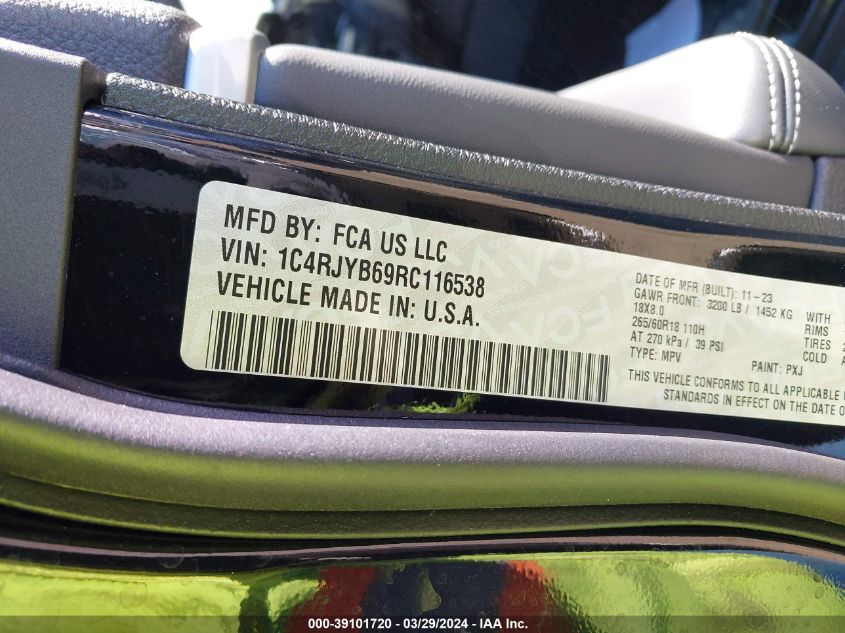 MFD BY: FCA US LLC
VIN: 1C4RJYB69RC116538
VEHICLE MADE IN: U.S.A.
DATE OF MFR (BUILT): 11-23
GAWR FRONT: 3200 LB / 1452 KG WITH
18X8.0 RIMS
265/60R18 110H TIRES
AT 270 kPa / 39 PSI COLD
TYPE: MPV PAINT: PXJ
THIS VEHICLE CONFORMS TO ALL APPLICABLE
STANDARDS IN EFFECT ON THE DATE O
000-39101720 - 03/29/2024 - IAA Inc.